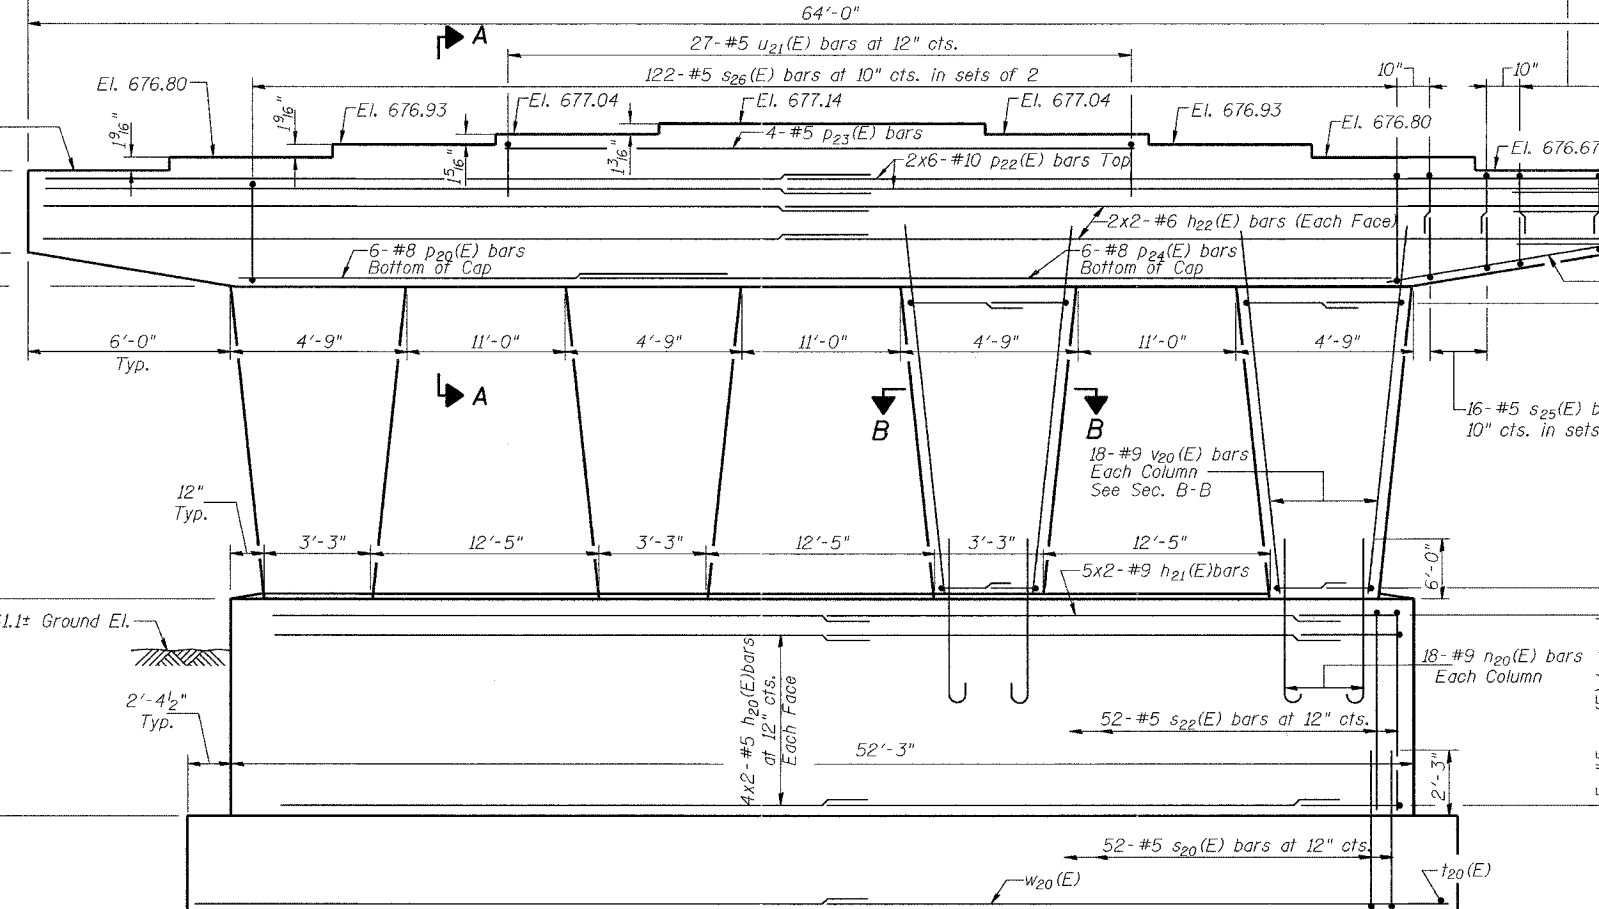 64'-0"
A
27-#5 u21(E) bars at 12" cts.
122-#5 s26(E) bars at 10" cts. in sets of 2
10"
10"
El. 676.80
El. 676.93
El. 677.04
El. 677.14
El. 677.04
El. 676.93
El. 676.80
El. 676.67
1 9/16"
1 9/16"
1 5/16"
1 3/16"
4-#5 p23(E) bars
2x6-#10 p22(E) bars Top
2x2-#6 h22(E) bars (Each Face)
6-#8 p20(E) bars
Bottom of Cap
6-#8 p24(E) bars
Bottom of Cap
6'-0"
Typ.
4'-9"
11'-0"
4'-9"
11'-0"
4'-9"
11'-0"
4'-9"
A
B
B
16-#5 s25(E) b
10" cts. in sets
18-#9 v20(E) bars
Each Column
See Sec. B-B
12"
Typ.
3'-3"
12'-5"
3'-3"
12'-5"
3'-3"
12'-5"
6'-0"
5x2-#9 h21(E)bars
1.1± Ground El.
18-#9 n20(E) bars
Each Column
4x2-#5 h20(E)bars
at 12" cts.
Each Face
2'-4½"
Typ.
52-#5 s22(E) bars at 12" cts.
52'-3"
2'-3"
52-#5 s20(E) bars at 12" cts.
w20(E)
t20(E)